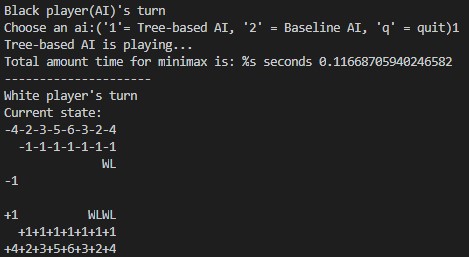 Black player(AI)'s turn
Choose an ai:('1'= Tree-based AI, '2' = Baseline AI, 'q' = quit)1
Tree-based AI is playing...
Total amount time for minimax is: %s seconds 0.11668705940246582
---------------------
White player's turn
Current state:
-4-2-3-5-6-3-2-4
  -1-1-1-1-1-1-1
              WL
-1

+1          WLWL
  +1+1+1+1+1+1+1
+4+2+3+5+6+3+2+4